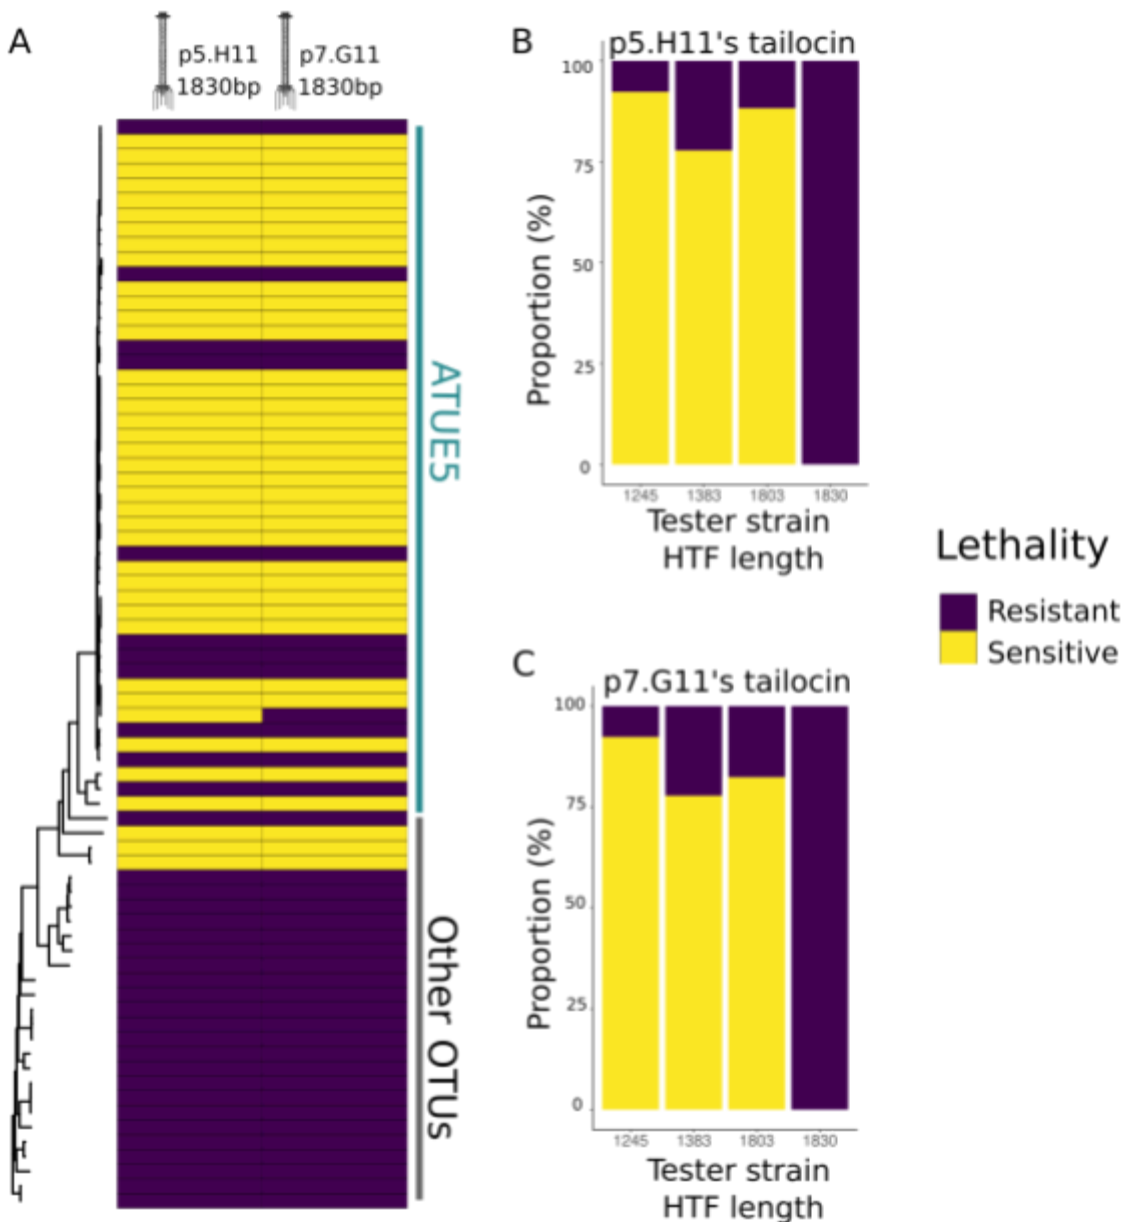 A
p5.H11
1830bp
p7.G11
1830bp
ATUE5
Other OTUs
B
p5.H11's tailocin
Proportion (%)
100
75
50
25
0
1245 1383 1803 1830
Tester strain
HTF length
Lethality
Resistant
Sensitive
C
p7.G11's tailocin
Proportion (%)
100
75
50
25
0
1245 1383 1803 1830
Tester strain
HTF length